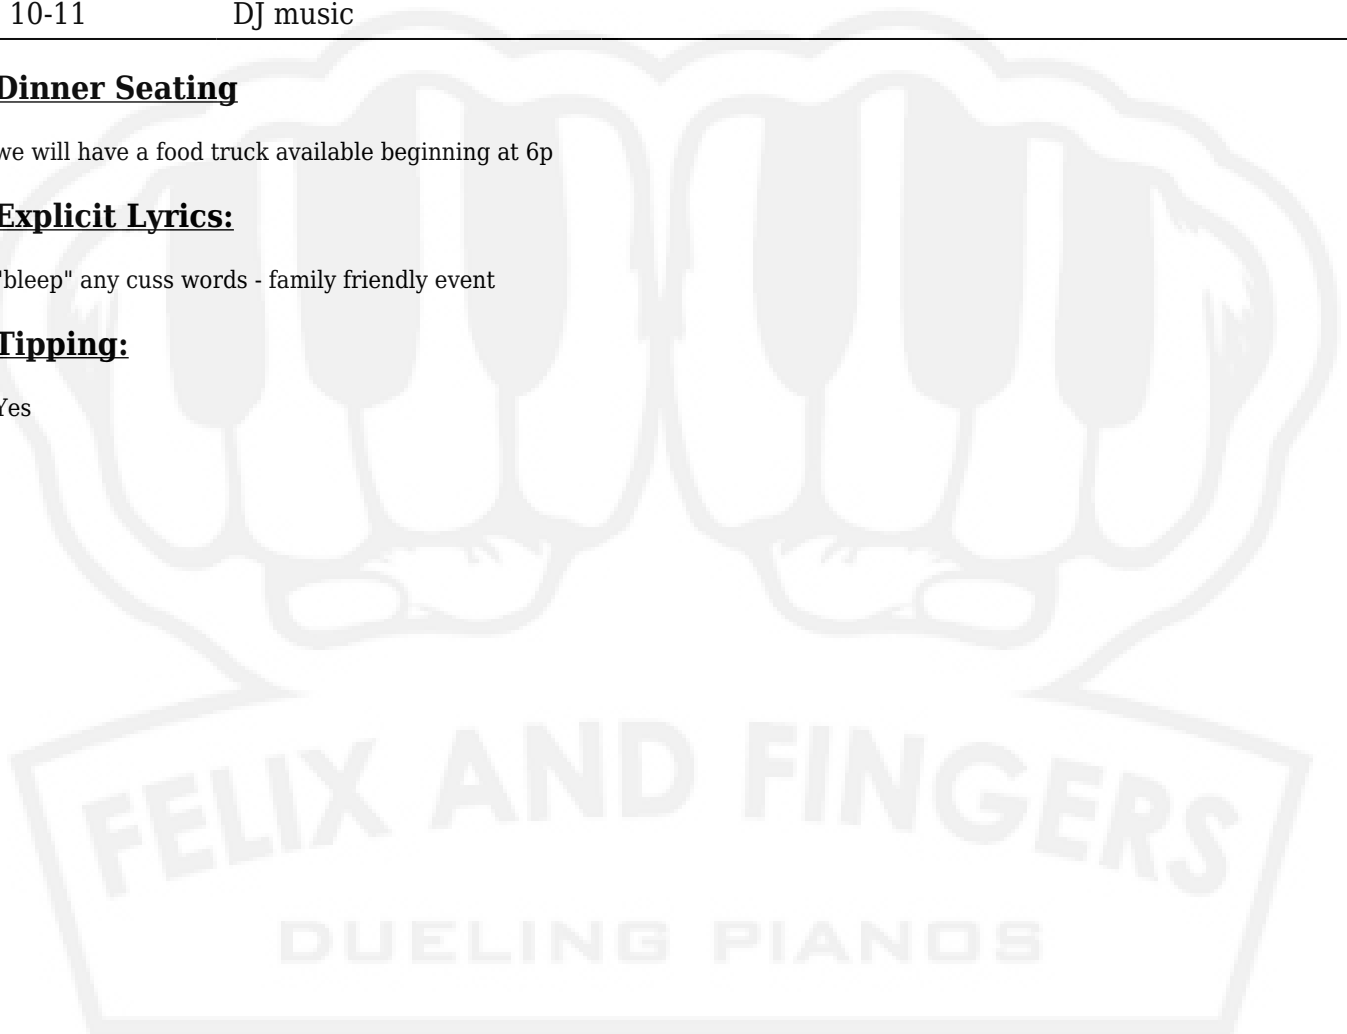 10-11 DJ music
Dinner Seating
we will have a food truck available beginning at 6p
Explicit Lyrics:
"bleep" any cuss words - family friendly event
Tipping:
Yes
FELIX AND FINGERS
DUELING PIANOS